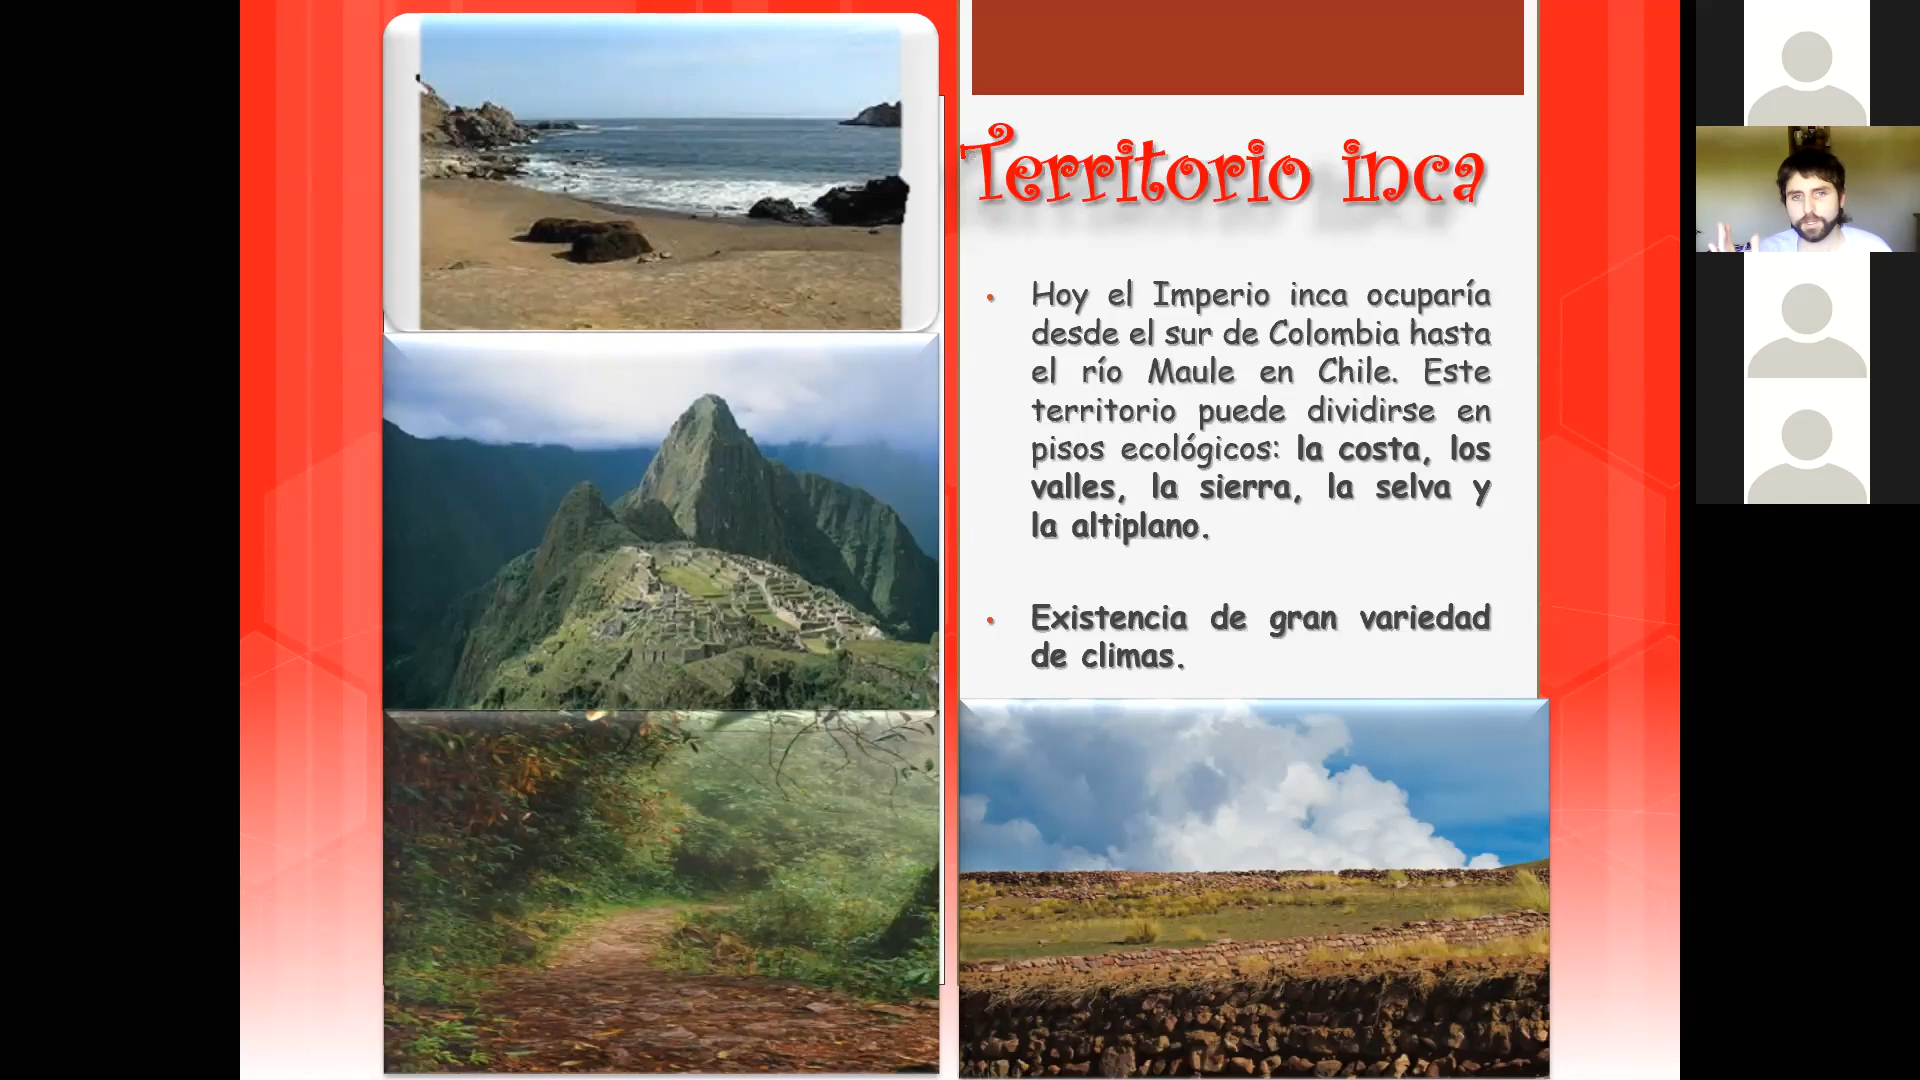 Territorio inca
• Hoy el Imperio inca ocuparía
desde el sur de Colombia hasta
el río Maule en Chile. Este
territorio puede dividirse en
pisos ecológicos: la costa, los
valles, la sierra, la selva y
la altiplano.
• Existencia de gran variedad
de climas.